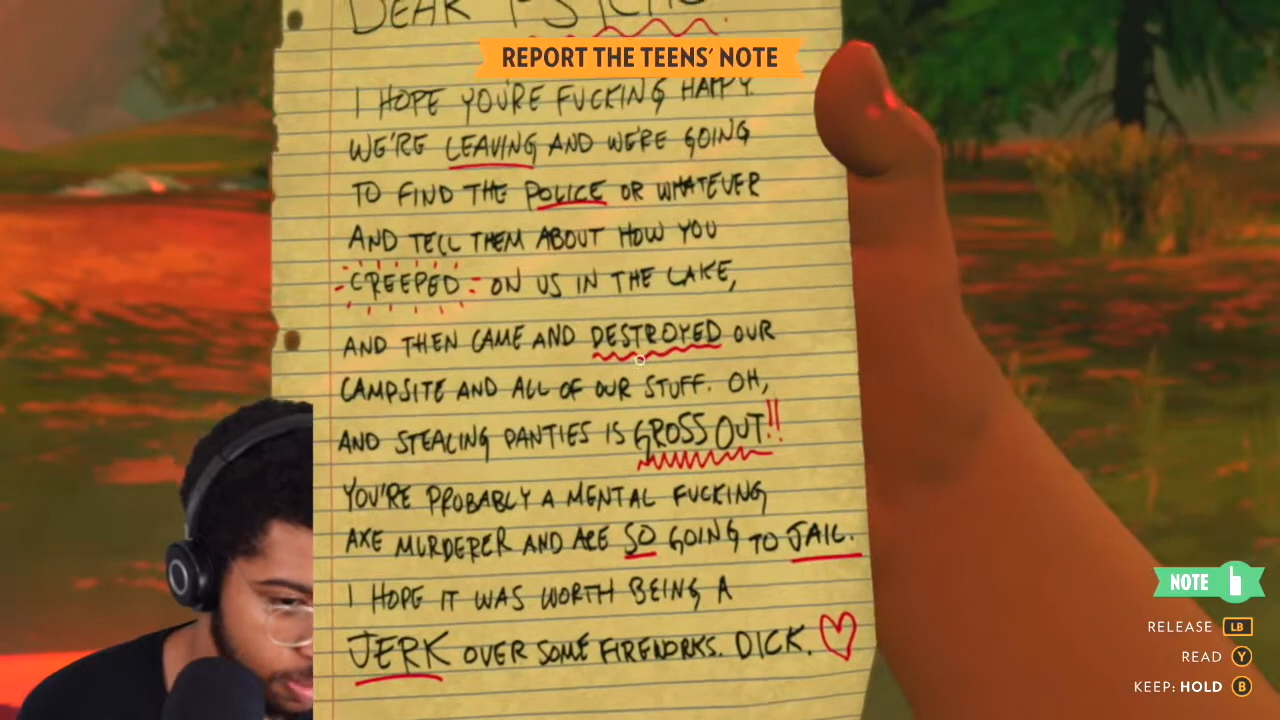 DEAR PSYCHO.
REPORT THE TEENS' NOTE
I HOPE YOU'RE FUCKING HAPPY.
WE'RE LEAVING AND WE'RE GOING
TO FIND THE POLICE OR WHATEVER
AND TELL THEM ABOUT HOW YOU
CREEPED ON US IN THE LAKE,
AND THEN CAME AND DESTROYED OUR
CAMPSITE AND ALL OF OUR STUFF. OH,
AND STEALING PANTIES IS GROSS OUT!!
YOU'RE PROBABLY A MENTAL FUCKING
AXE MURDERER AND ARE SO GOING TO JAIL.
I HOPE IT WAS WORTH BEING A
JERK OVER SOME FIREWORKS. DICK.
NOTE
RELEASE LB
READ Y
KEEP: HOLD B